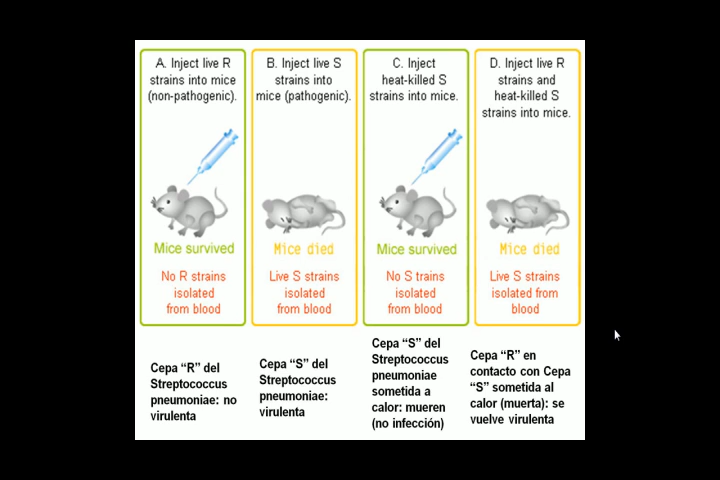 A. Inject live R
strains into mice
(non-pathogenic).
Mice survived
No R strains
isolated
from blood
B. Inject live S
strains into
mice (pathogenic).
Mice died
Live S strains
isolated
from blood
C. Inject
heat-killed S
strains into mice.
Mice survived
No S trains
isolated
from blood
D. Inject live R
strains and
heat-killed S
strains into mice.
Mice died
Live S strains
isolated from
blood
Cepa “R” del
Streptococcus
pneumoniae: no
virulenta
Cepa “S” del
Streptococcus
pneumoniae:
virulenta
Cepa “S” del
Streptococcus
pneumoniae
sometida a
calor: mueren
(no infección)
Cepa “R” en
contacto con Cepa
“S” sometida al
calor (muerta): se
vuelve virulenta